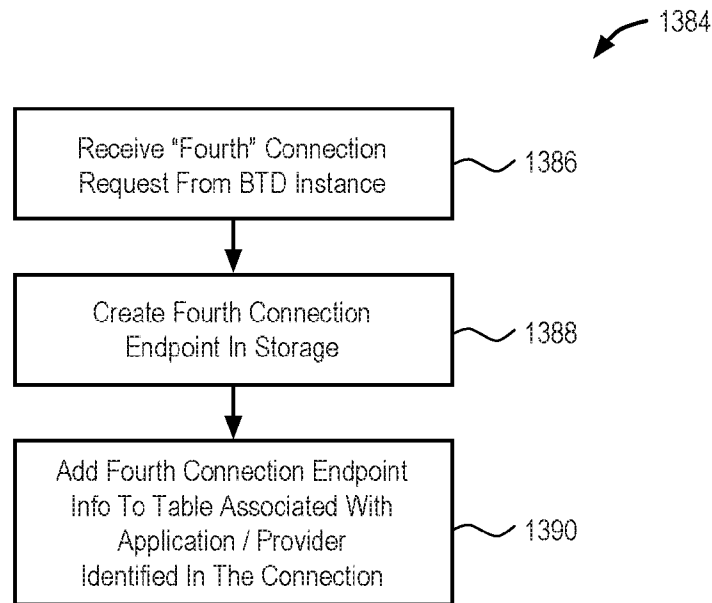 1384
Receive "Fourth" Connection
Request From BTD Instance
1386
Create Fourth Connection
Endpoint In Storage
1388
Add Fourth Connection Endpoint
Info To Table Associated With
Application / Provider
Identified In The Connection
1390